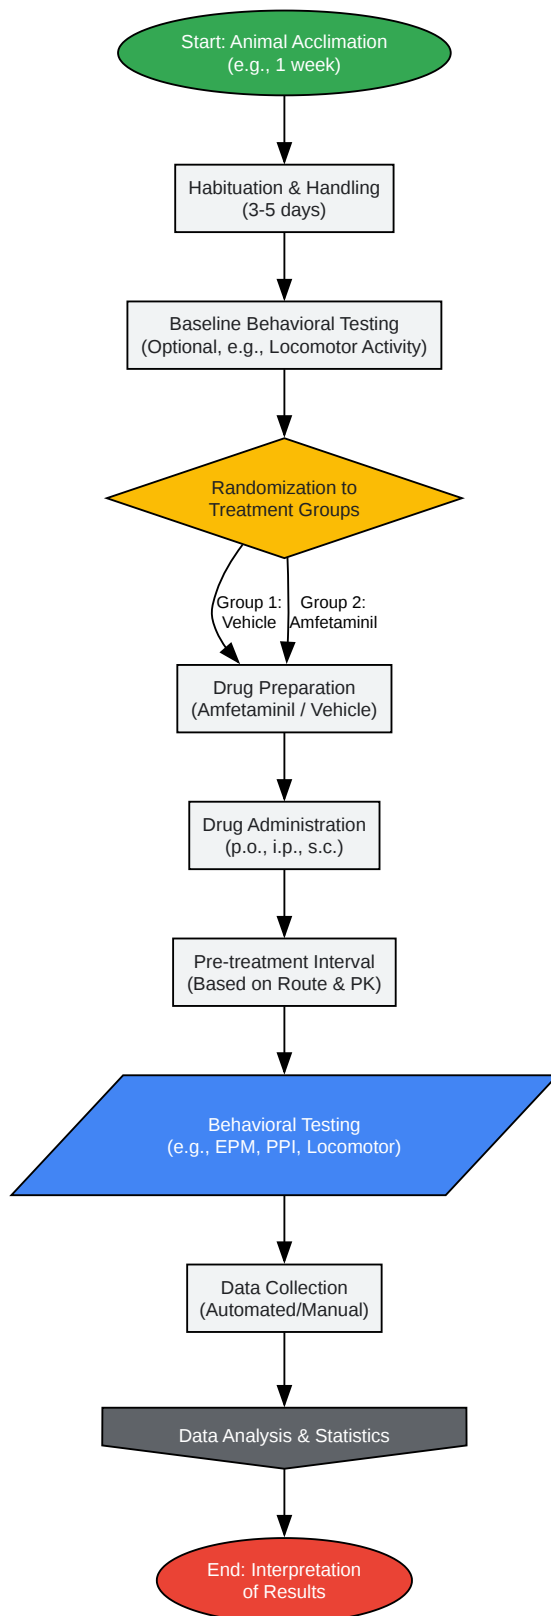 Start: Animal Acclimation
(e.g., 1 week)
Habituation & Handling
(3-5 days)
Baseline Behavioral Testing
(Optional, e.g., Locomotor Activity)
Randomization to
Treatment Groups
Group 1:
Vehicle
Group 2:
Amfetaminil
Drug Preparation
(Amfetaminil / Vehicle)
Drug Administration
(p.o., i.p., s.c.)
Pre-treatment Interval
(Based on Route & PK)
Behavioral Testing
(e.g., EPM, PPI, Locomotor)
Data Collection
(Automated/Manual)
Data Analysis & Statistics
End: Interpretation
of Results